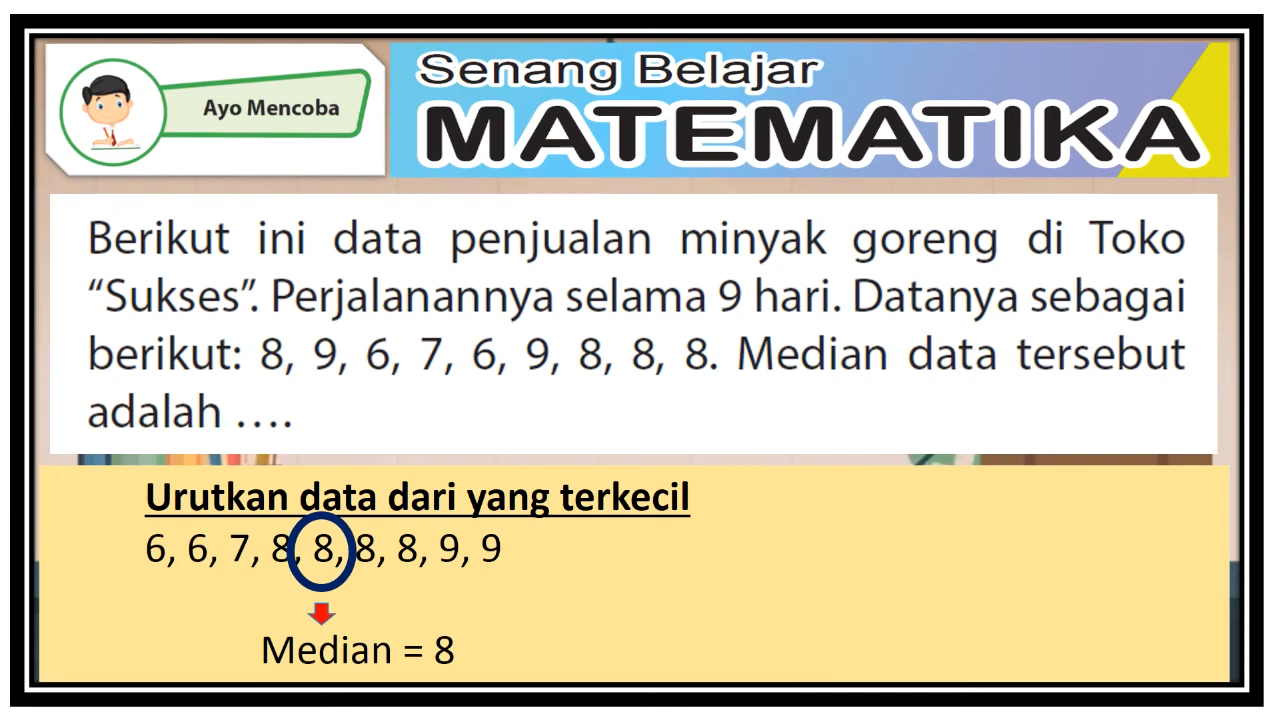 Ayo Mencoba
Senang Belajar
MATEMATIKA
Berikut ini data penjualan minyak goreng di Toko
“Sukses”. Perjalanannya selama 9 hari. Datanya sebagai
berikut: 8, 9, 6, 7, 6, 9, 8, 8, 8. Median data tersebut
adalah ....
Urutkan data dari yang terkecil
6, 6, 7, 8, 8, 8, 8, 9, 9
Median = 8